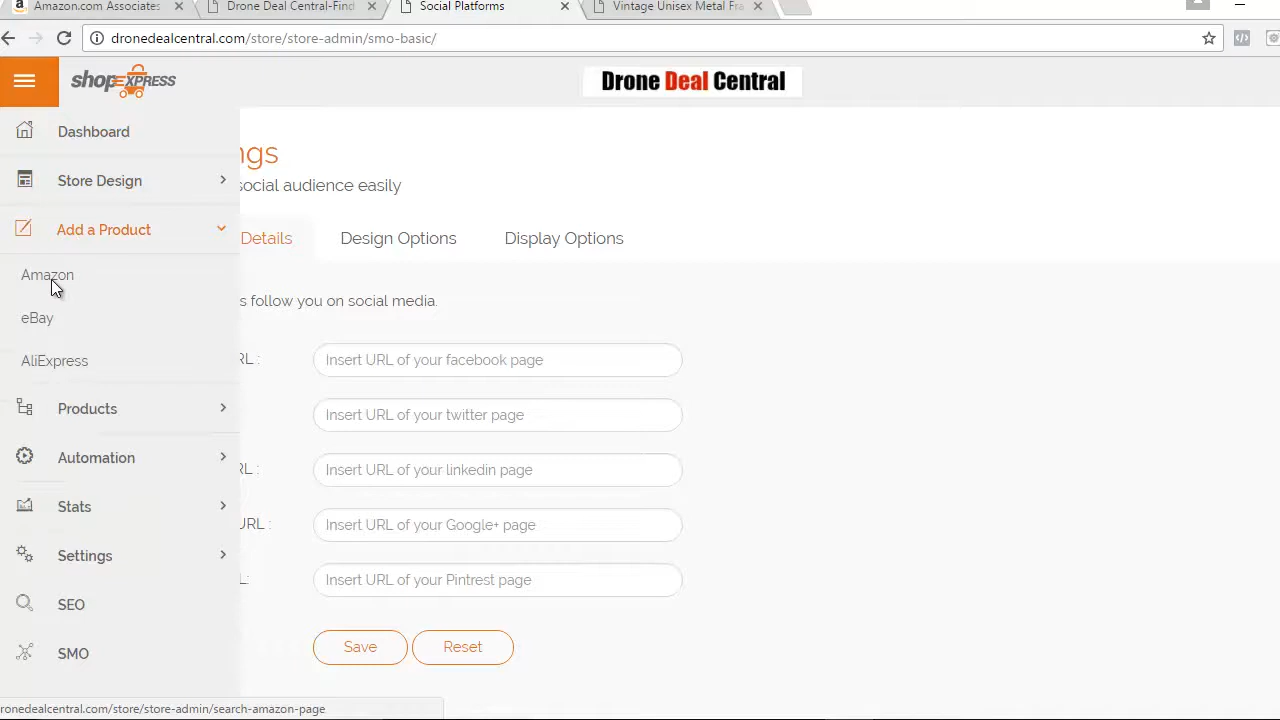 Amazon.com Associates
Drone Deal Central-Find
Social Platforms
Vintage Unisex Metal Fra
dronedealcentral.com/store/store-admin/smo-basic/
shopEXPRESS
Drone Deal Central
Dashboard
Store Design
Add a Product
Amazon
eBay
AliExpress
Products
Automation
Stats
Settings
SEO
SMO
ngs
social audience easily
Details
Design Options
Display Options
s follow you on social media.
RL :
Insert URL of your facebook page
Insert URL of your twitter page
RL :
Insert URL of your linkedin page
URL :
Insert URL of your Google+ page
L:
Insert URL of your Pintrest page
Save
Reset
ronedealcentral.com/store/store-admin/search-amazon-page